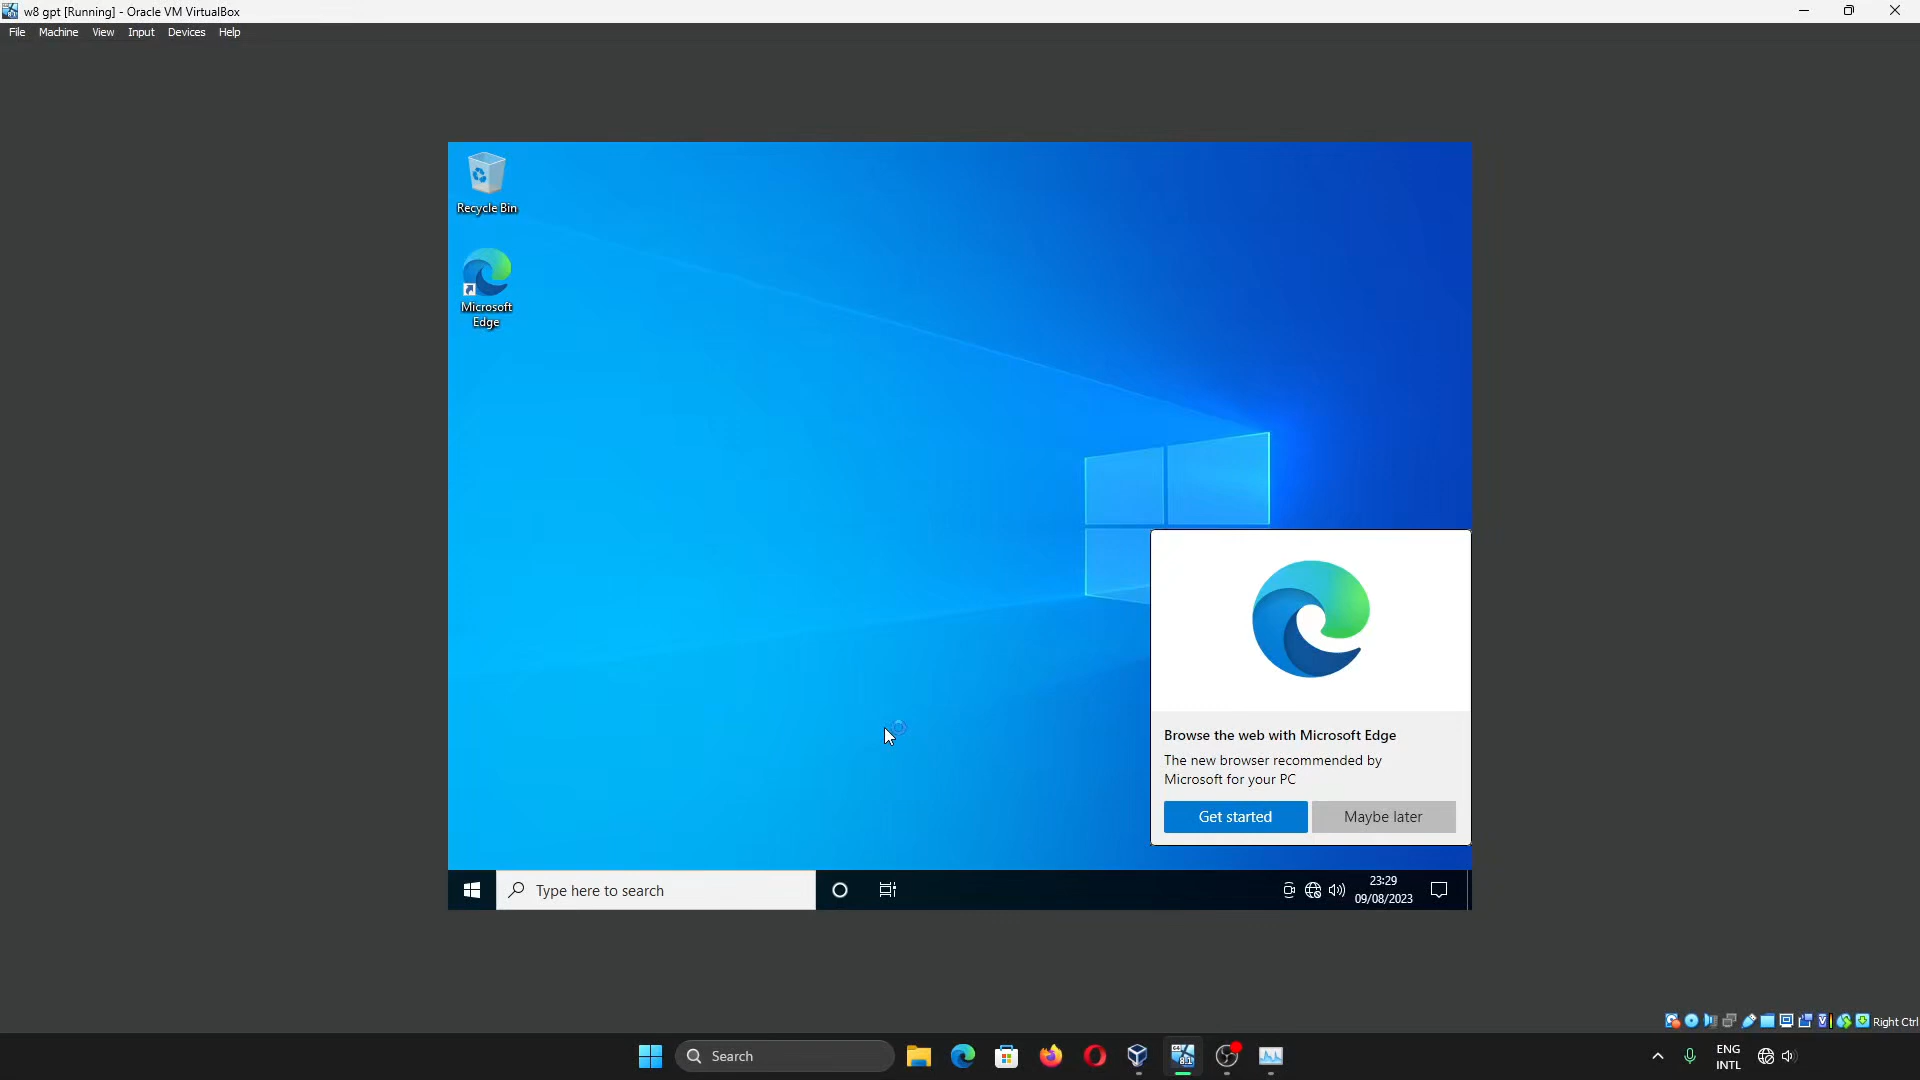 w8 gpt [Running] - Oracle VM VirtualBox
File Machine View Input Devices Help
Recycle Bin
Microsoft
Edge
Browse the web with Microsoft Edge
The new browser recommended by
Microsoft for your PC
Get started Maybe later
Type here to search
23:29
09/08/2023
Right Ctrl
Search
ENG
INTL